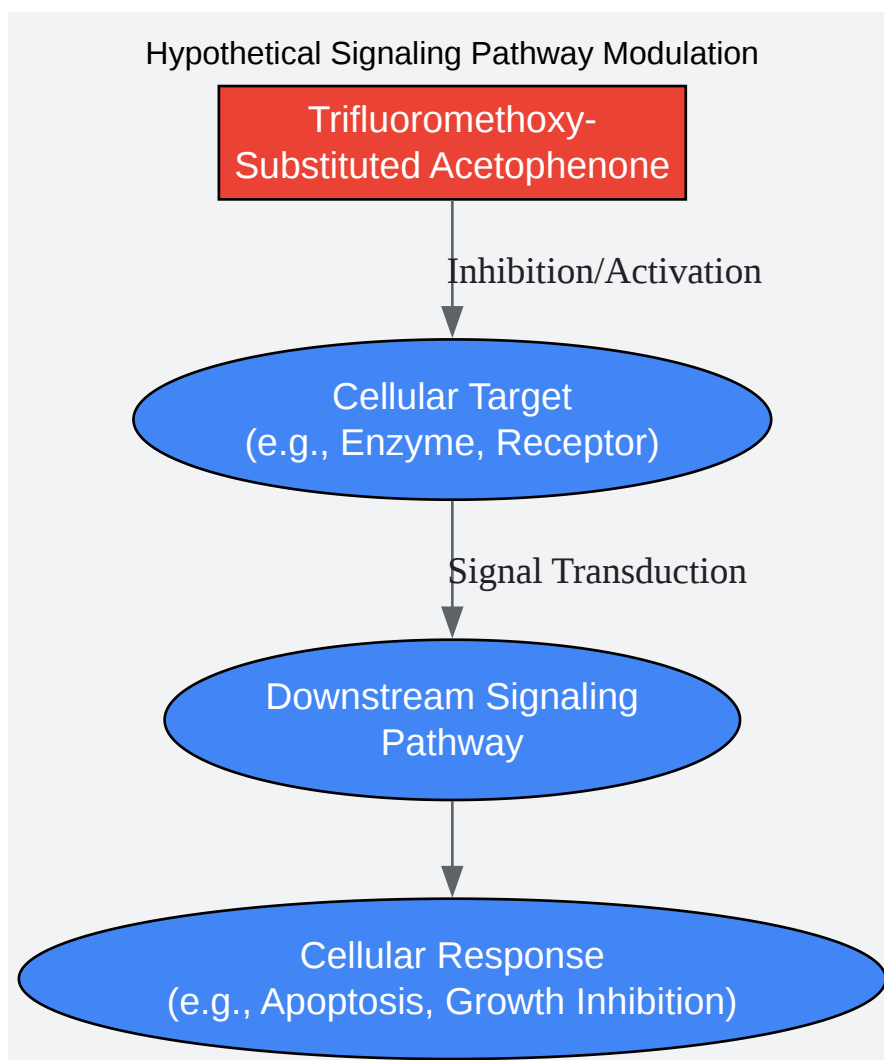 Hypothetical Signaling Pathway Modulation
Trifluoromethoxy-
Substituted Acetophenone
Inhibition/Activation
Cellular Target
(e.g., Enzyme, Receptor)
Signal Transduction
Downstream Signaling
Pathway
Cellular Response
(e.g., Apoptosis, Growth Inhibition)